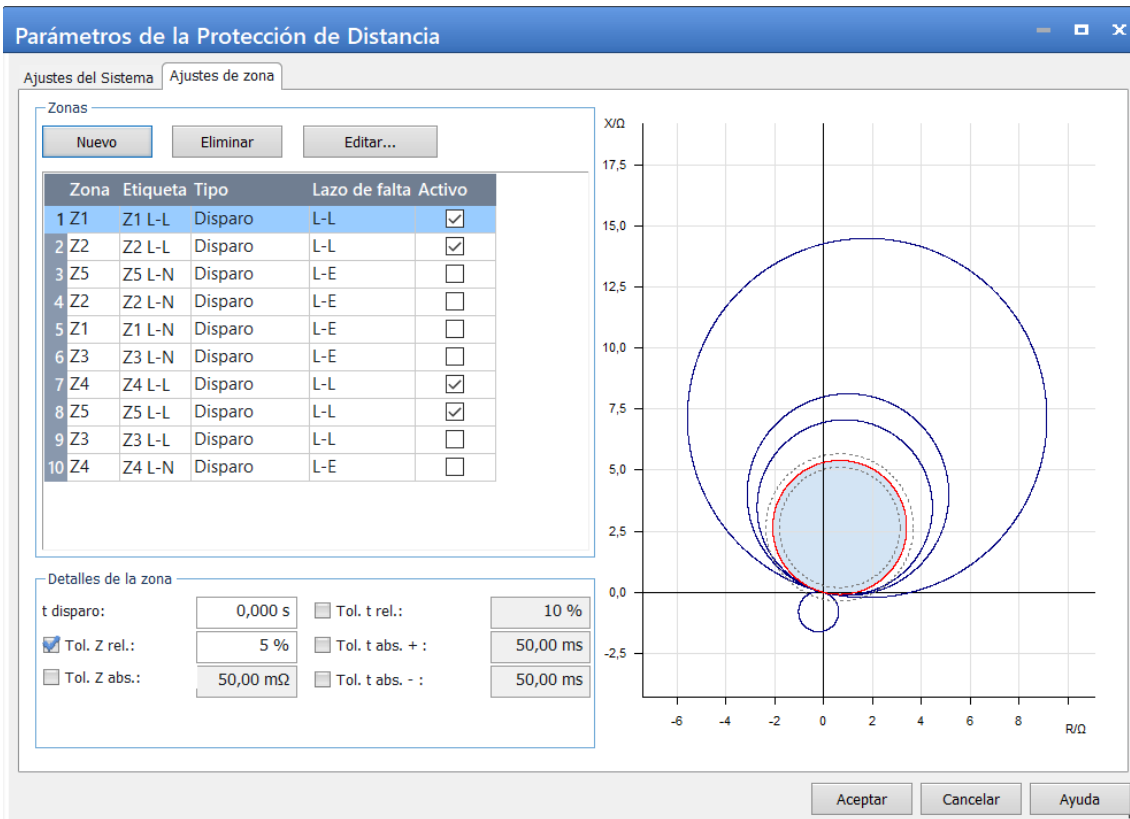 Parámetros de la Protección de Distancia
Ajustes del Sistema Ajustes de zona
Zonas
Nuevo Eliminar Editar...
Zona Etiqueta Tipo Lazo de falta Activo
1 Z1 Z1 L-L Disparo L-L
2 Z2 Z2 L-L Disparo L-L
3 Z5 Z5 L-N Disparo L-E
4 Z2 Z2 L-N Disparo L-E
5 Z1 Z1 L-N Disparo L-E
6 Z3 Z3 L-N Disparo L-E
7 Z4 Z4 L-L Disparo L-L
8 Z5 Z5 L-L Disparo L-L
9 Z3 Z3 L-L Disparo L-L
10 Z4 Z4 L-N Disparo L-E
Detalles de la zona
t disparo: 0,000 s Tol. t rel.: 10 %
Tol. Z rel.: 5 % Tol. t abs. + : 50,00 ms
Tol. Z abs.: 50,00 mΩ Tol. t abs. - : 50,00 ms
X/Ω
17,5
15,0
12,5
10,0
7,5
5,0
2,5
0,0
-2,5
-6 -4 -2 0 2 4 6 8
R/Ω
Aceptar Cancelar Ayuda